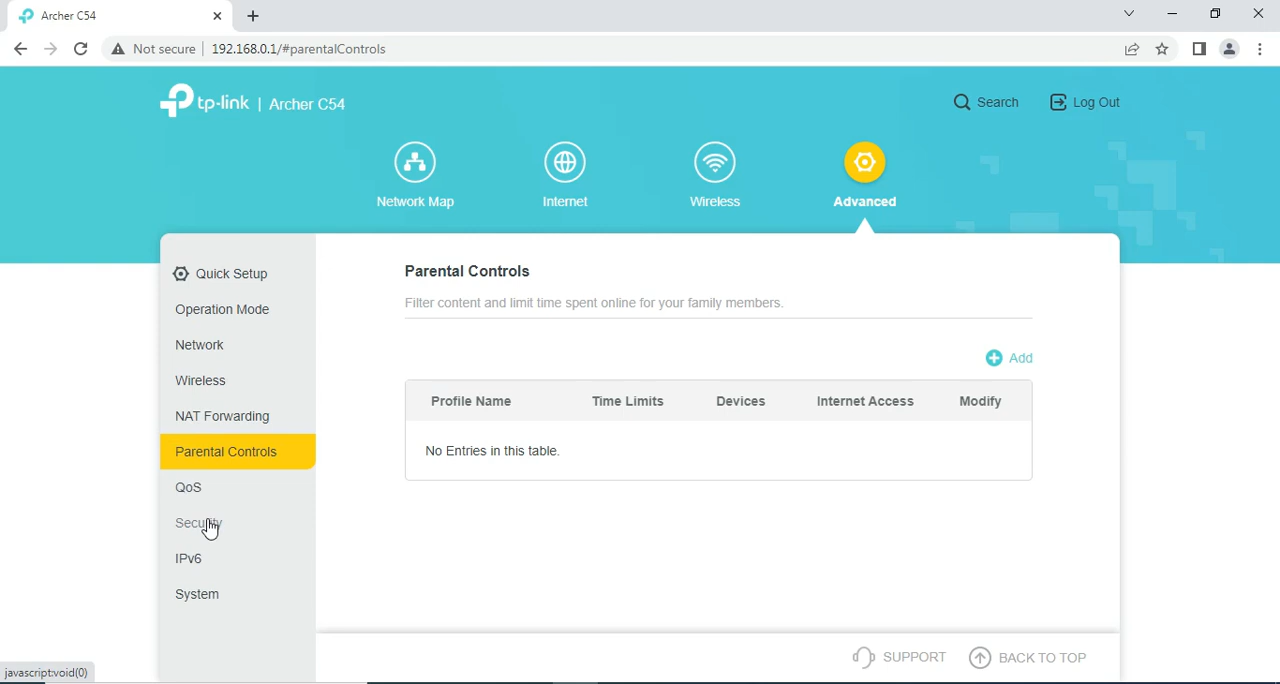 Archer C54
Not secure 192.168.0.1/#parentalControls
tp-link | Archer C54
Search
Log Out
Network Map
Internet
Wireless
Advanced
Quick Setup
Operation Mode
Network
Wireless
NAT Forwarding
Parental Controls
QoS
Security
IPv6
System
Parental Controls
Filter content and limit time spent online for your family members.
Add
Profile Name Time Limits Devices Internet Access Modify
No Entries in this table.
SUPPORT
BACK TO TOP
javascript:void(0)